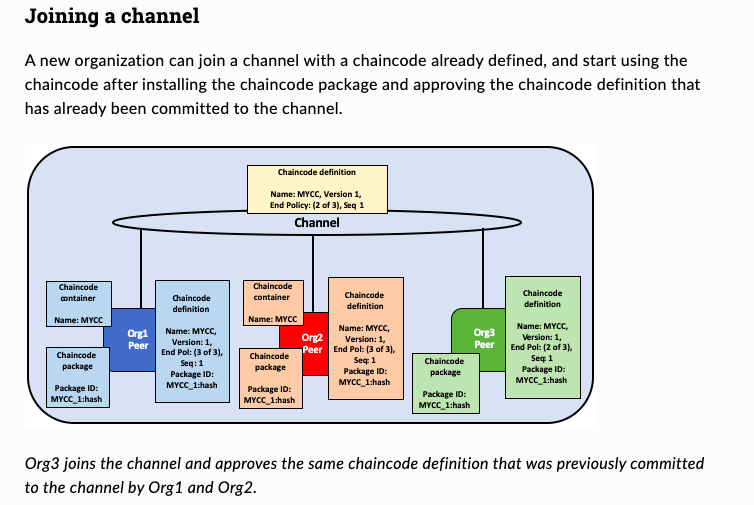 Joining a channel
A new organization can join a channel with a chaincode already defined, and start using the
chaincode after installing the chaincode package and approving the chaincode definition that
has already been committed to the channel.
Chaincode definition
Name: MYCC, Version 1,
End Policy: (2 of 3), Seq 1
Channel
Chaincode
container
Name: MYCC
Org1
Peer
Chaincode
package
Package ID:
MYCC_1:hash
Chaincode
definition
Name: MYCC,
Version: 1,
End Pol: (3 of 3),
Seq: 1
Package ID:
MYCC_1:hash
Chaincode
container
Name: MYCC
Org2
Peer
Chaincode
package
Package ID:
MYCC_1:hash
Chaincode
definition
Name: MYCC,
Version: 1,
End Pol: (3 of 3),
Seq: 1
Package ID:
MYCC_1:hash
Org3
Peer
Chaincode
package
Package ID:
MYCC_1:hash
Chaincode
definition
Name: MYCC,
Version: 1,
End Pol: (2 of 3),
Seq: 1
Package ID:
MYCC_1:hash
Org3 joins the channel and approves the same chaincode definition that was previously committed
to the channel by Org1 and Org2.